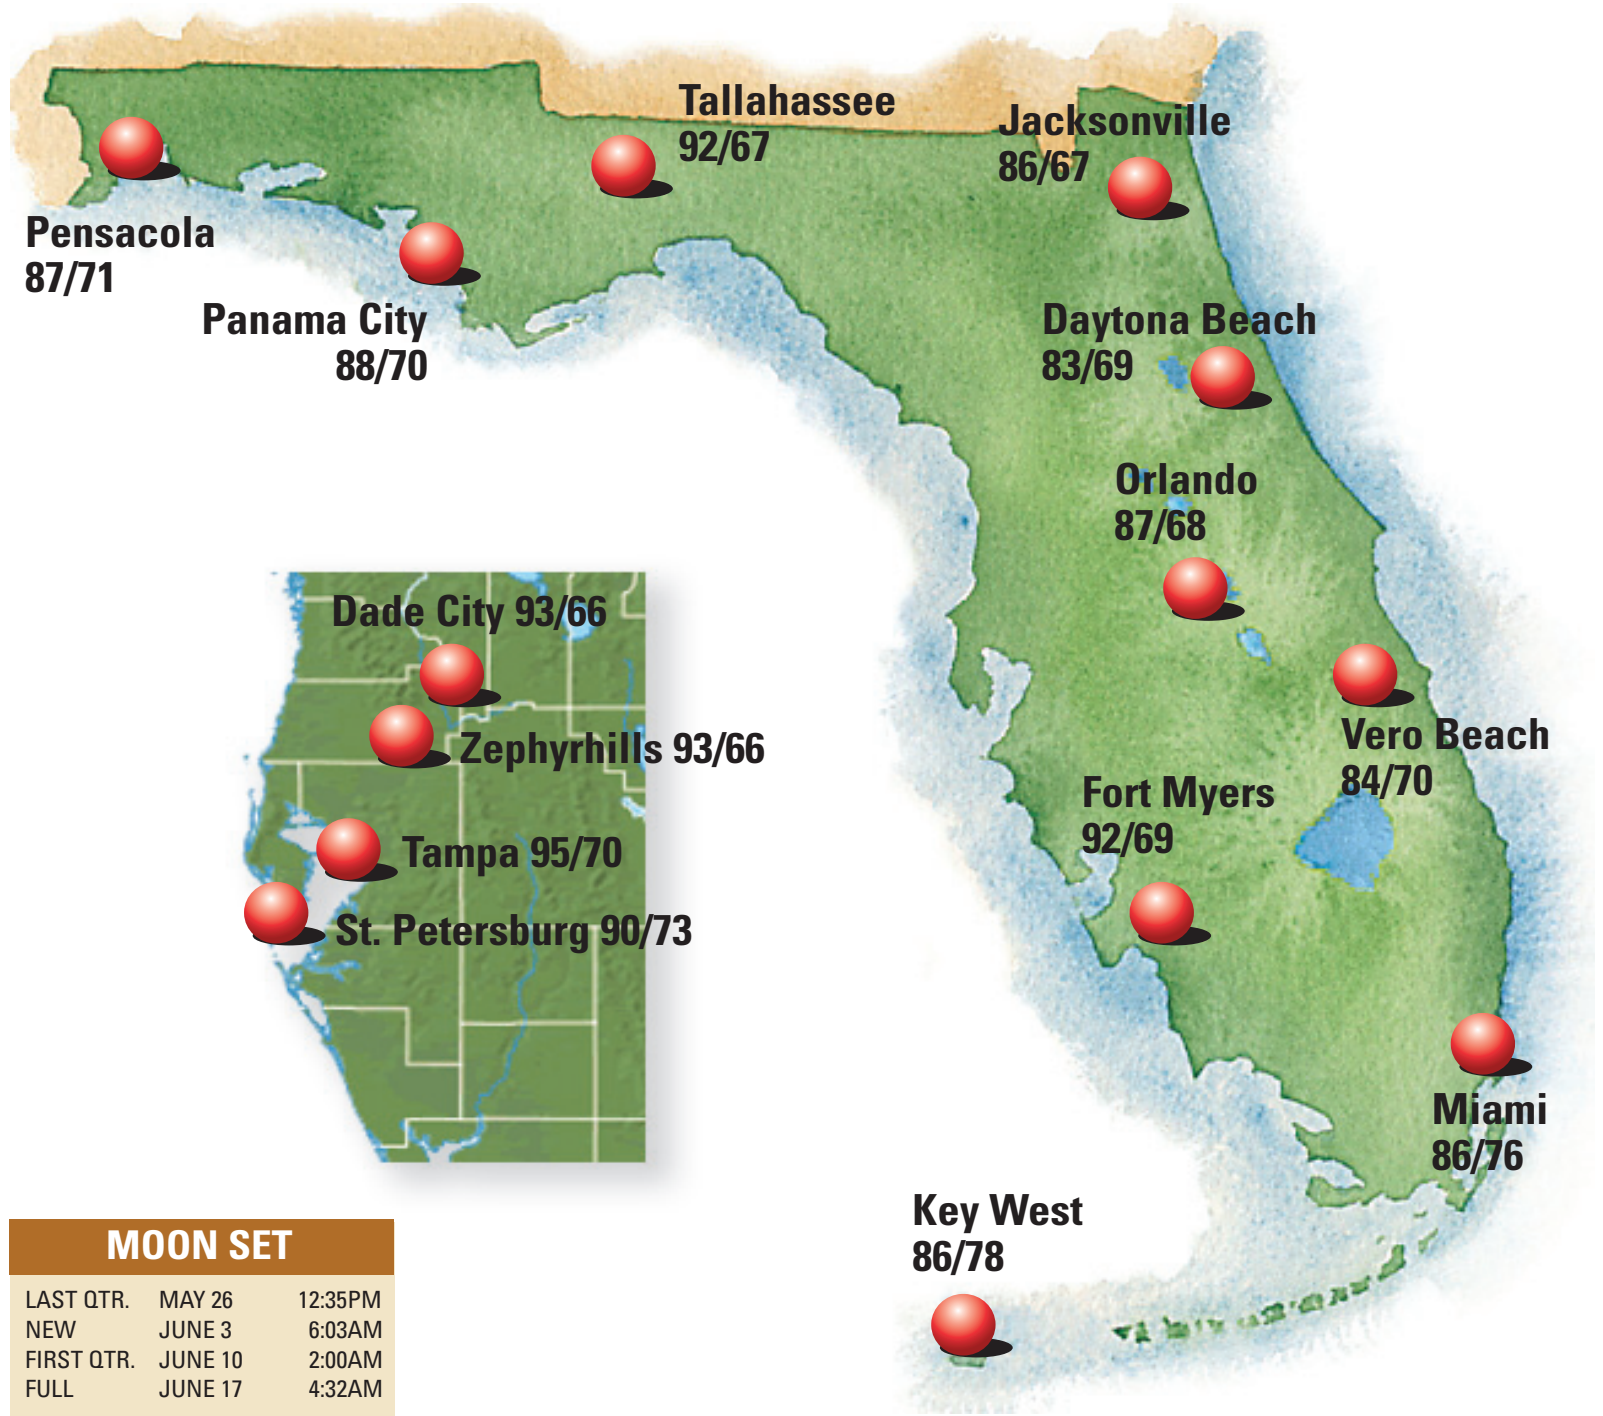 Tallahassee
92/67
Jacksonville
86/67
Pensacola
87/71
Panama City
88/70
Daytona Beach
83/69
Orlando
87/68
Dade City 93/66
Zephyrhills 93/66
Vero Beach
84/70
Fort Myers
92/69
Tampa 95/70
St. Petersburg 90/73
Miami
86/76
Key West
86/78
MOON SET
LAST QTR. MAY 26 12:35PM
NEW JUNE 3 6:03AM
FIRST QTR. JUNE 10 2:00AM
FULL JUNE 17 4:32AM